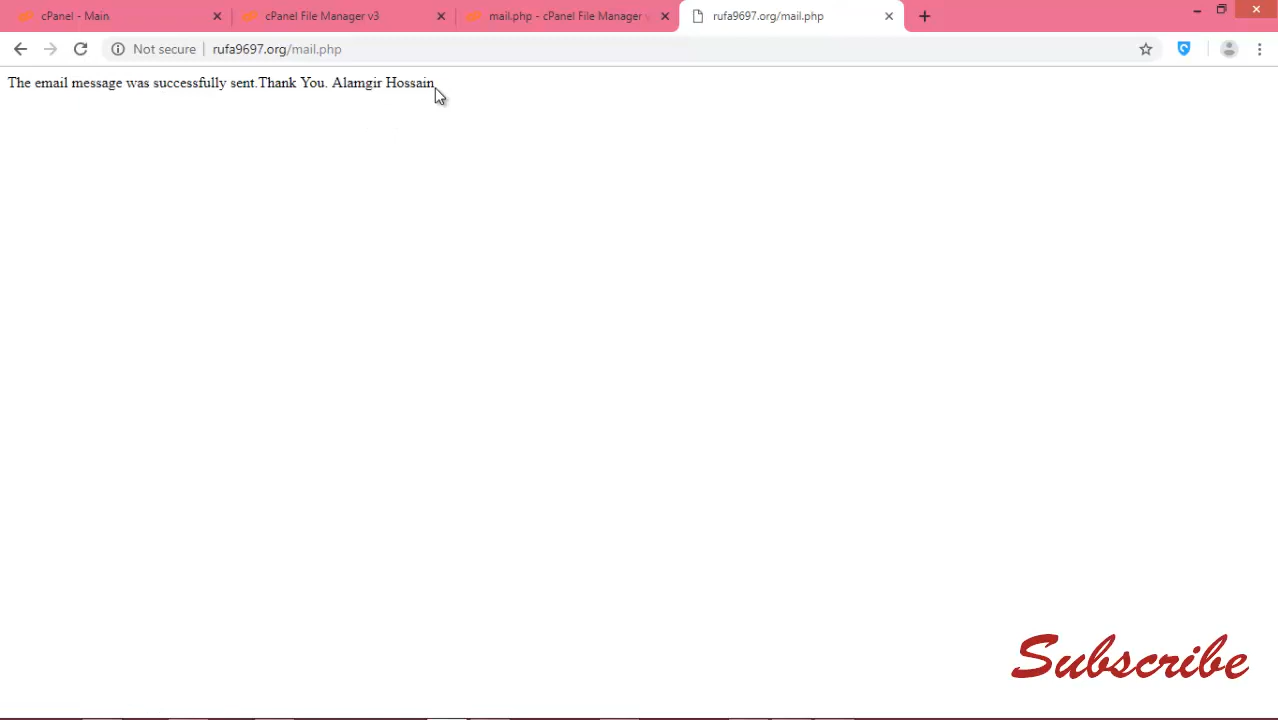 cPanel - Main
cPanel File Manager v3
mail.php - cPanel File Manager
rufa9697.org/mail.php
Not secure
rufa9697.org/mail.php
The email message was successfully sent.Thank You. Alamgir Hossain
Subscribe